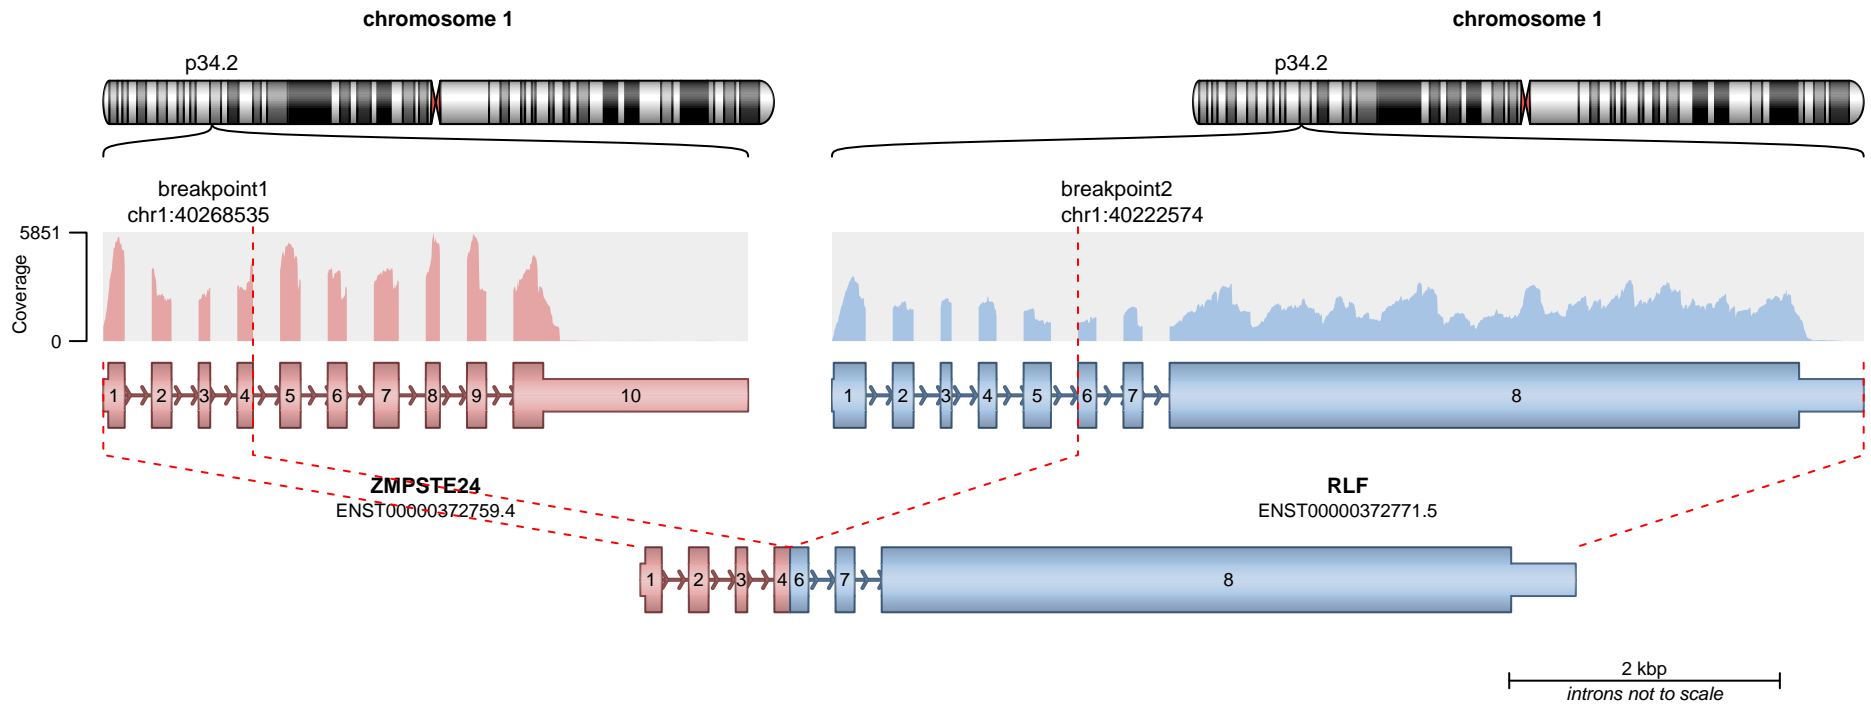 chromosome 1
chromosome 1
p34.2
p34.2
breakpoint1
chr1:40268535
breakpoint2
chr1:40222574
5851
0
Coverage
1 2 3 4 5 6 7 8 9 10
1 2 3 4 5 6 7 8
ZMPSTE24
ENST00000372759.4
RLF
ENST00000372771.5
1 2 3 4 6 7 8
2 kbp
introns not to scale